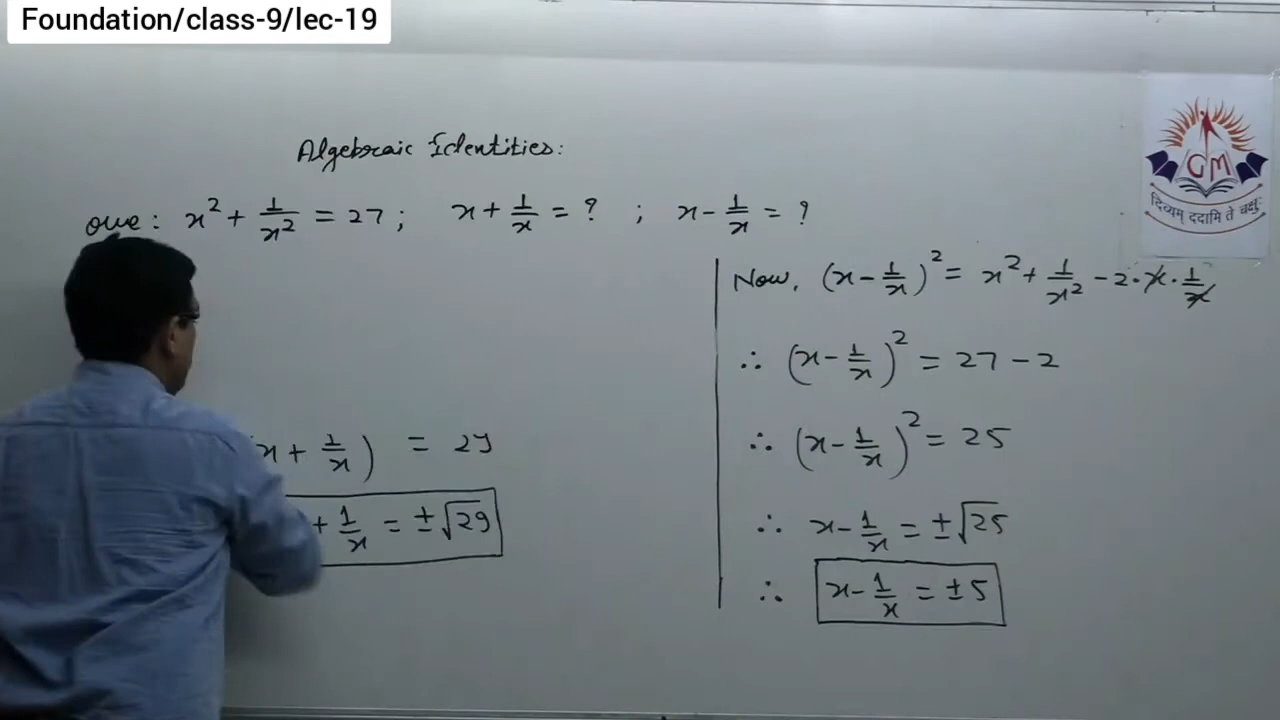 Foundation/class-9/lec-19
Algebraic Identities:
Que: x² + 1/x² = 27 ; x + 1/x = ? ; x - 1/x = ?
x + 1/x) = 29
+ 1/x = ±√29
Now, (x - 1/x)² = x² + 1/x² - 2 · x · 1/x
∴ (x - 1/x)² = 27 - 2
∴ (x - 1/x)² = 25
∴ x - 1/x = ±√25
∴ x - 1/x = ±5
GM
दिव्यम् ददामि ते चक्षुः